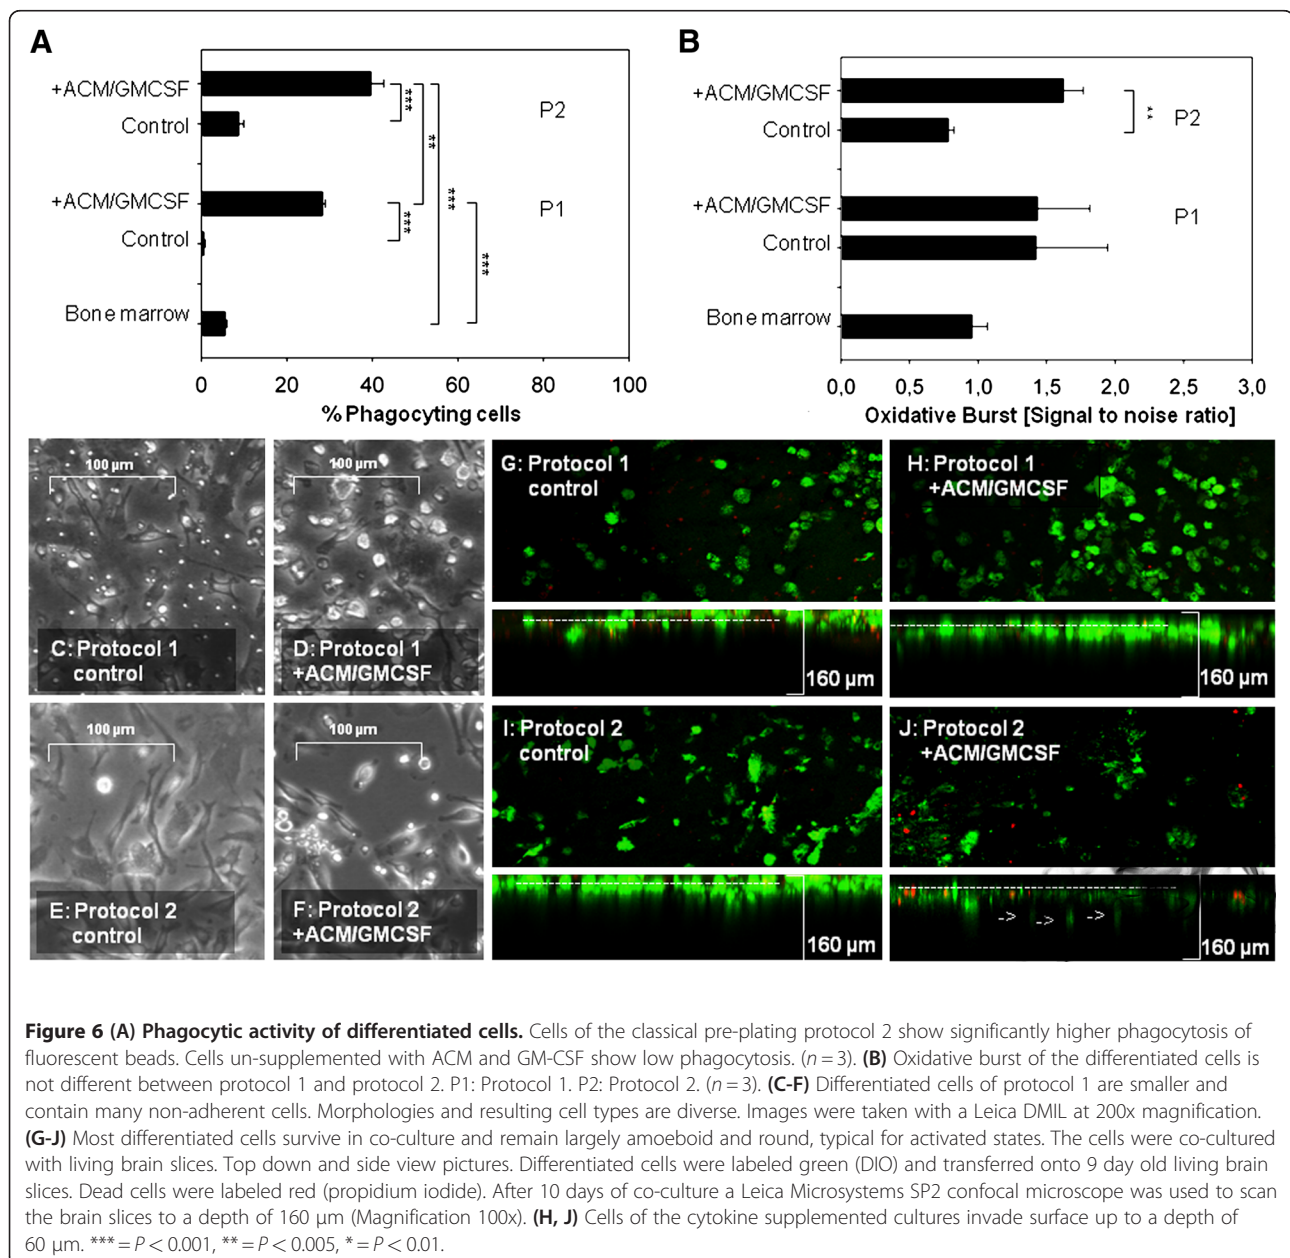 A
+ACM/GMCSF
Control
P2
+ACM/GMCSF
Control
P1
Bone marrow
***
**
***
***
***
0 20 40 60 80 100
% Phagocyting cells
B
+ACM/GMCSF
Control
**
P2
+ACM/GMCSF
Control
P1
Bone marrow
0,0 0,5 1,0 1,5 2,0 2,5 3,0
Oxidative Burst [Signal to noise ratio]
100 µm
C: Protocol 1
control
100 µm
D: Protocol 1
+ACM/GMCSF
G: Protocol 1
control
160 µm
H: Protocol 1
+ACM/GMCSF
160 µm
100 µm
E: Protocol 2
control
100 µm
F: Protocol 2
+ACM/GMCSF
I: Protocol 2
control
160 µm
J: Protocol 2
+ACM/GMCSF
-> -> ->
160 µm
Figure 6 (A) Phagocytic activity of differentiated cells. Cells of the classical pre-plating protocol 2 show significantly higher phagocytosis of
fluorescent beads. Cells un-supplemented with ACM and GM-CSF show low phagocytosis. (n = 3). (B) Oxidative burst of the differentiated cells is
not different between protocol 1 and protocol 2. P1: Protocol 1. P2: Protocol 2. (n = 3). (C-F) Differentiated cells of protocol 1 are smaller and
contain many non-adherent cells. Morphologies and resulting cell types are diverse. Images were taken with a Leica DMIL at 200x magnification.
(G-J) Most differentiated cells survive in co-culture and remain largely amoeboid and round, typical for activated states. The cells were co-cultured
with living brain slices. Top down and side view pictures. Differentiated cells were labeled green (DIO) and transferred onto 9 day old living brain
slices. Dead cells were labeled red (propidium iodide). After 10 days of co-culture a Leica Microsystems SP2 confocal microscope was used to scan
the brain slices to a depth of 160 µm (Magnification 100x). (H, J) Cells of the cytokine supplemented cultures invade surface up to a depth of
60 µm. *** = P < 0.001, ** = P < 0.005, * = P < 0.01.